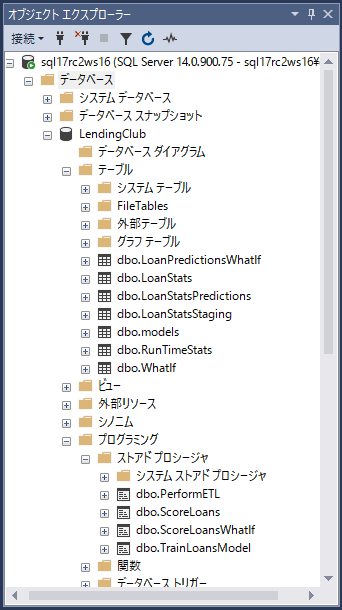 オブジェクト エクスプローラー
接続
sql17rc2ws16 (SQL Server 14.0.900.75 - sql17rc2ws16¥
データベース
システム データベース
データベース スナップショット
LendingClub
データベース ダイアグラム
テーブル
システム テーブル
FileTables
外部テーブル
グラフ テーブル
dbo.LoanPredictionsWhatIf
dbo.LoanStats
dbo.LoanStatsPredictions
dbo.LoanStatsStaging
dbo.models
dbo.RunTimeStats
dbo.WhatIf
ビュー
外部リソース
シノニム
プログラミング
ストアド プロシージャ
システム ストアド プロシージャ
dbo.PerformETL
dbo.ScoreLoans
dbo.ScoreLoansWhatIf
dbo.TrainLoansModel
関数
データベース トリガー